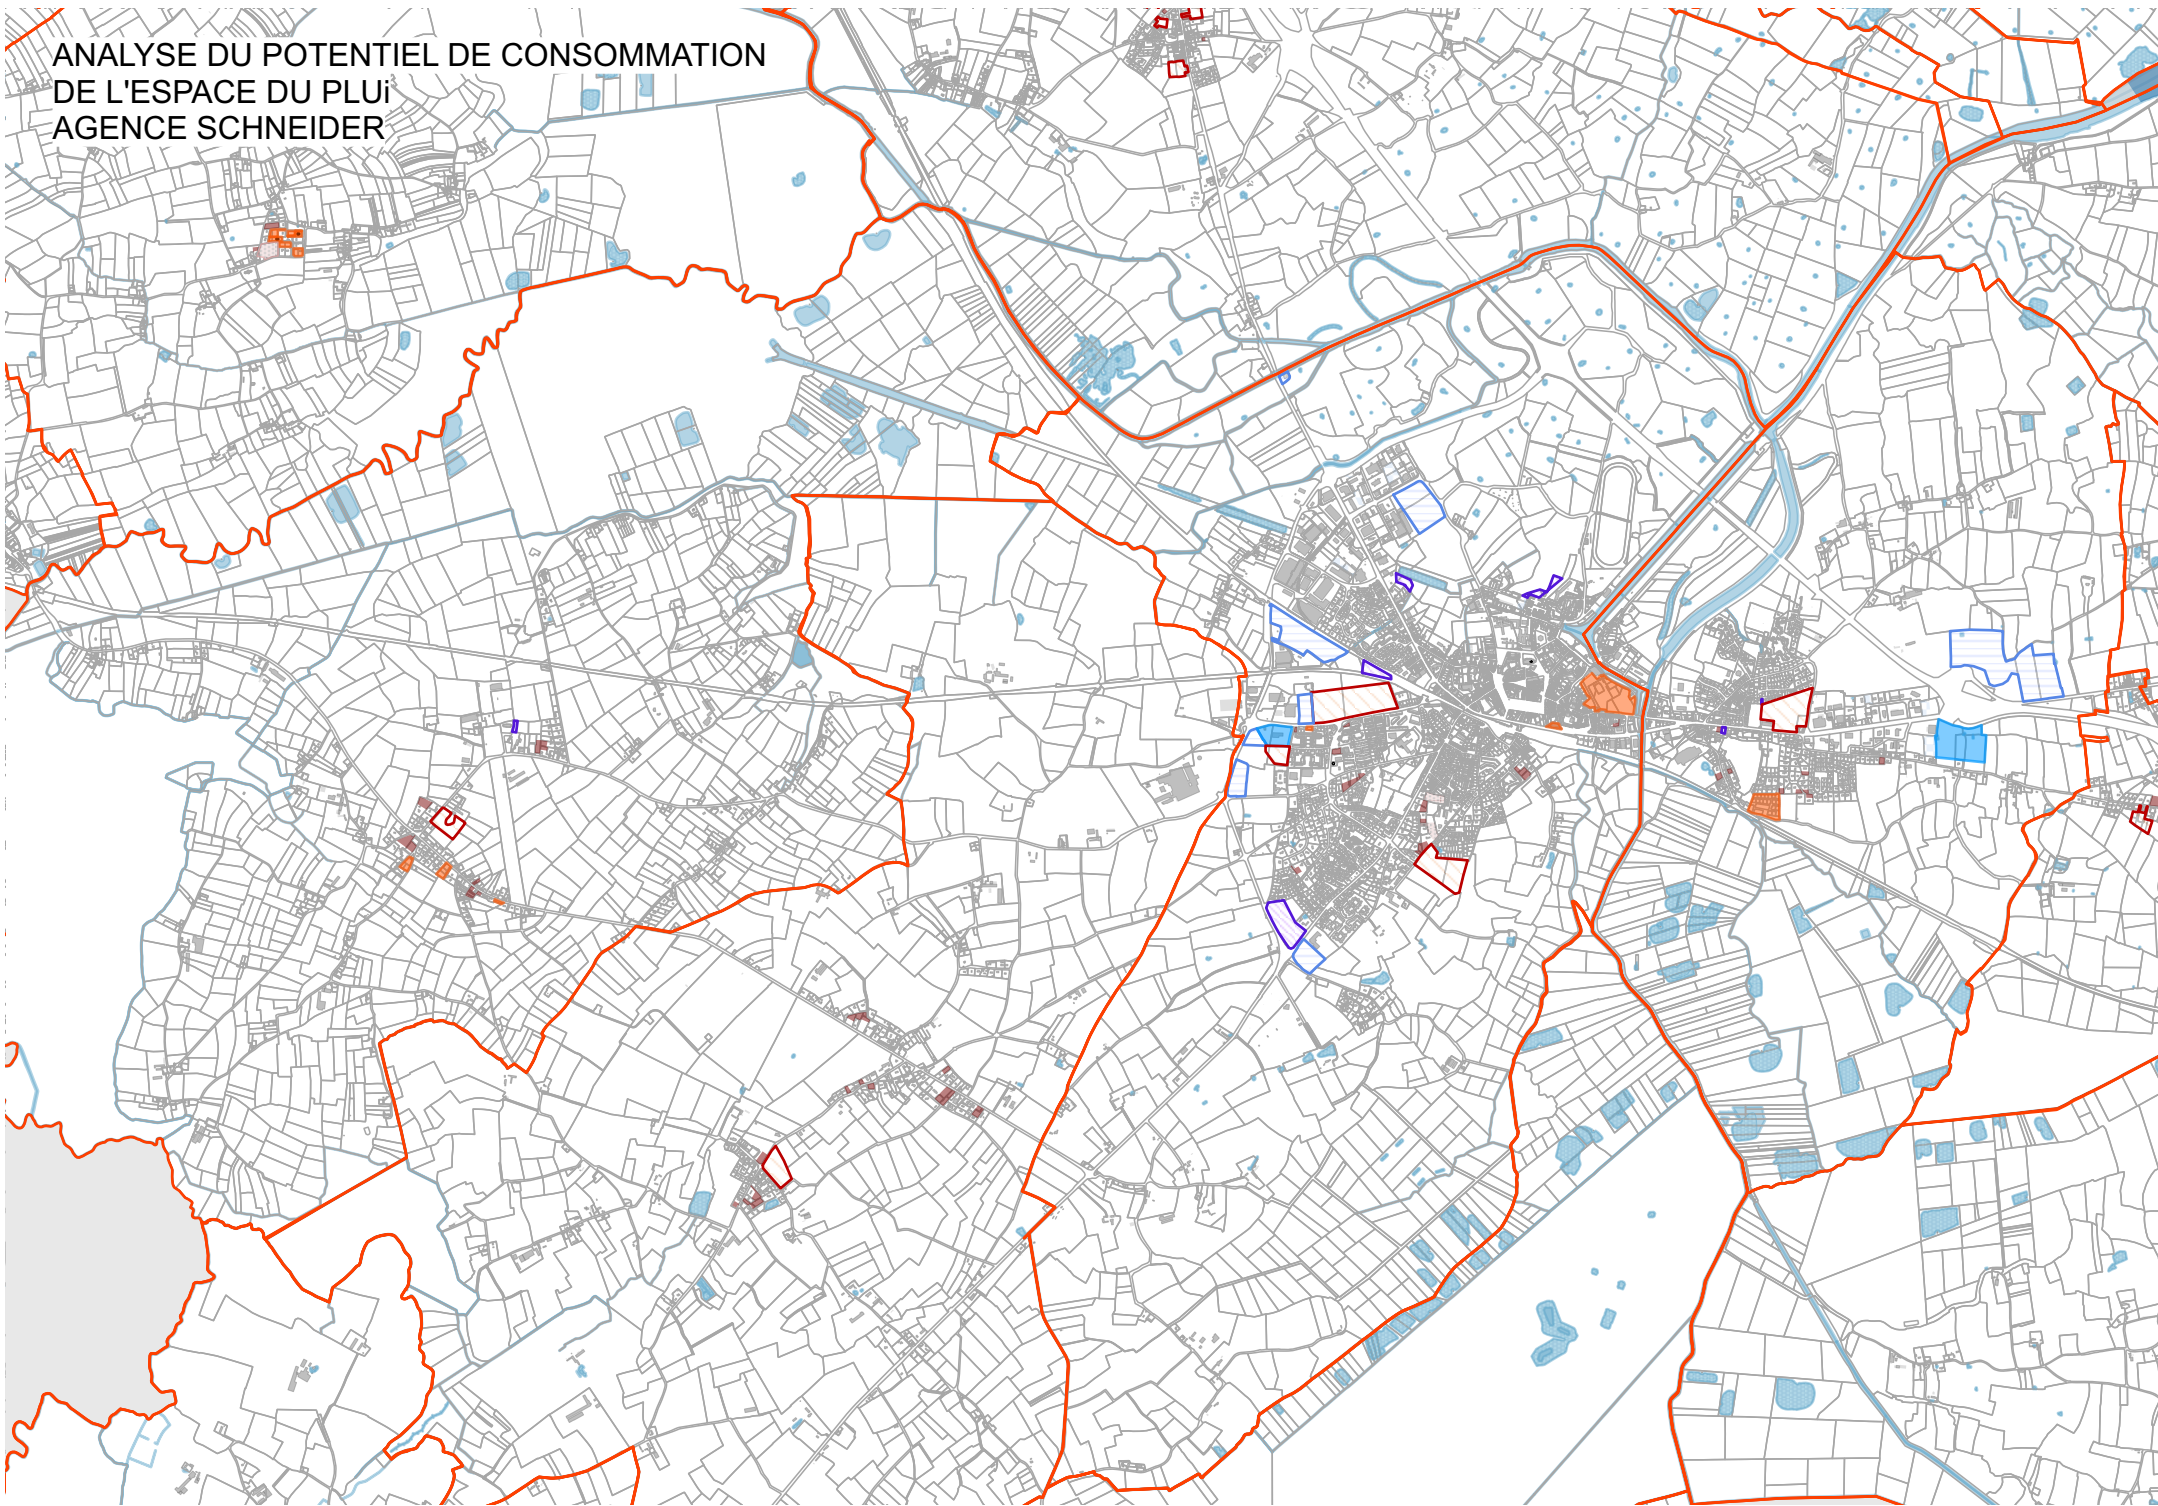 ANALYSE DU POTENTIEL DE CONSOMMATION
DE L'ESPACE DU PLUi
AGENCE SCHNEIDER